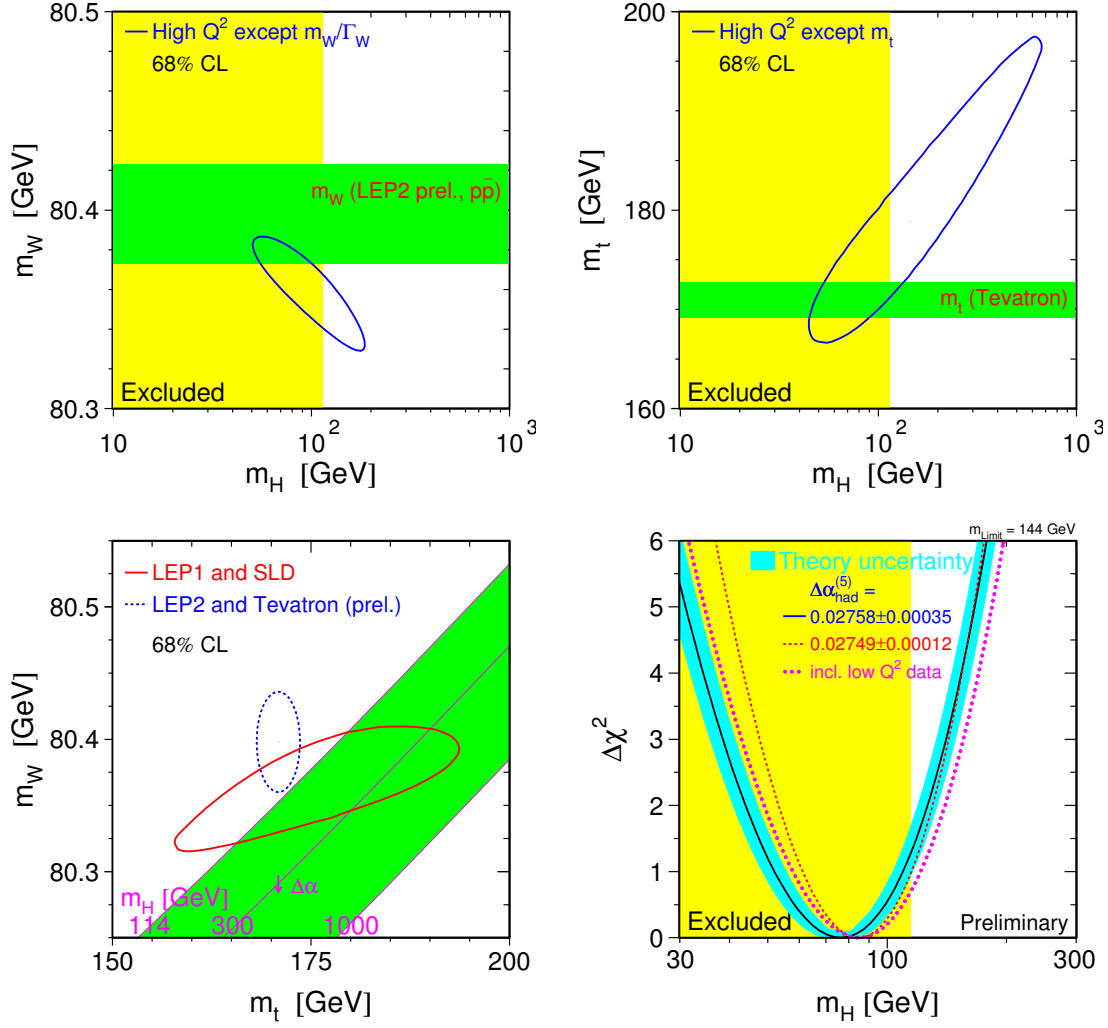 80.5
80.4
80.3
m_W [GeV]
High Q² except m_W/Γ_W
68% CL
m_W (LEP2 prel., pp̄)
Excluded
10 10² 10³
m_H [GeV]
200
180
160
m_t [GeV]
High Q² except m_t
68% CL
m_t (Tevatron)
Excluded
10 10² 10³
m_H [GeV]
80.5
80.4
80.3
m_W [GeV]
LEP1 and SLD
LEP2 and Tevatron (prel.)
68% CL
Δα
m_H [GeV]
114 300 1000
150 175 200
m_t [GeV]
m_Limit = 144 GeV
6
5
4
3
2
1
0
Δχ²
Theory uncertainty
Δα_had^(5) =
0.02758±0.00035
0.02749±0.00012
incl. low Q² data
Excluded
Preliminary
30 100 300
m_H [GeV]